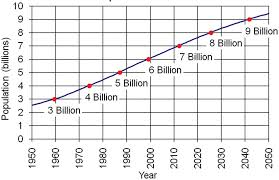 10
9
8
7
6
5
4
3
2
1
0
Population (billions)
3 Billion
4 Billion
5 Billion
6 Billion
7 Billion
8 Billion
9 Billion
1950
1960
1970
1980
1990
2000
2010
2020
2030
2040
2050
Year